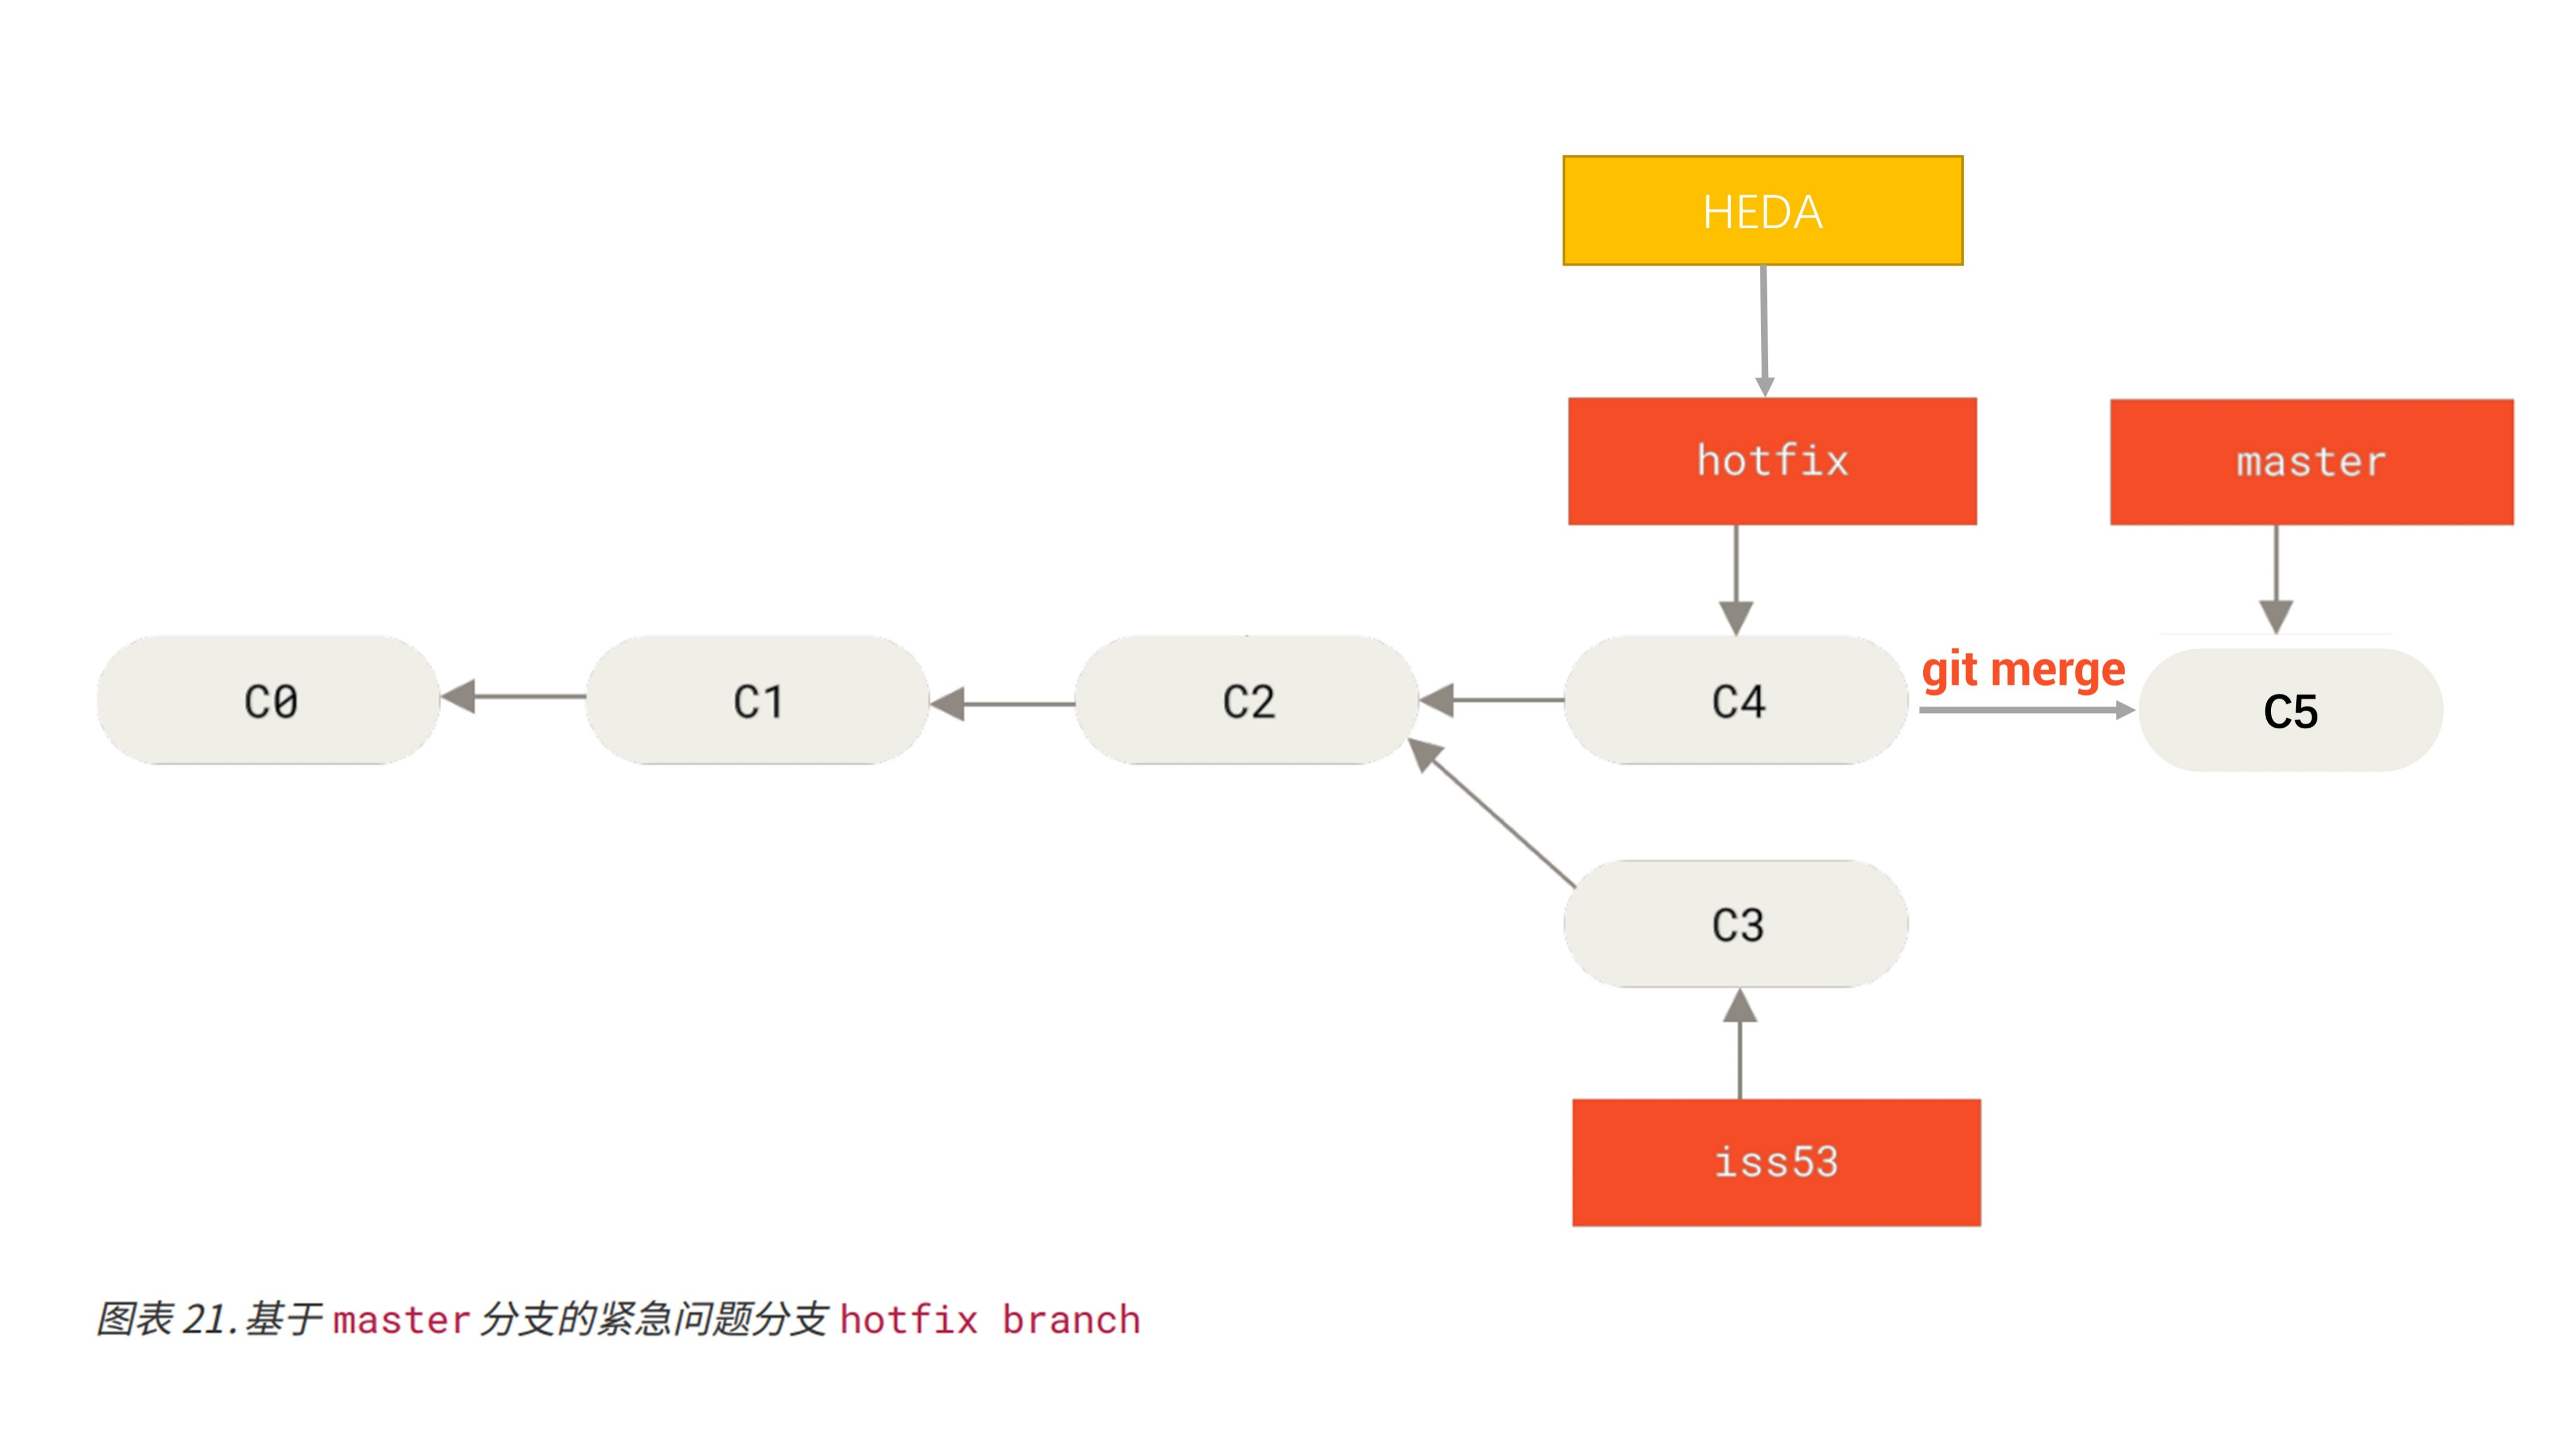 HEDA
hotfix
master
git merge
C0
C1
C2
C4
C5
C3
iss53
图表 21. 基于 master 分支的紧急问题分支 hotfix branch